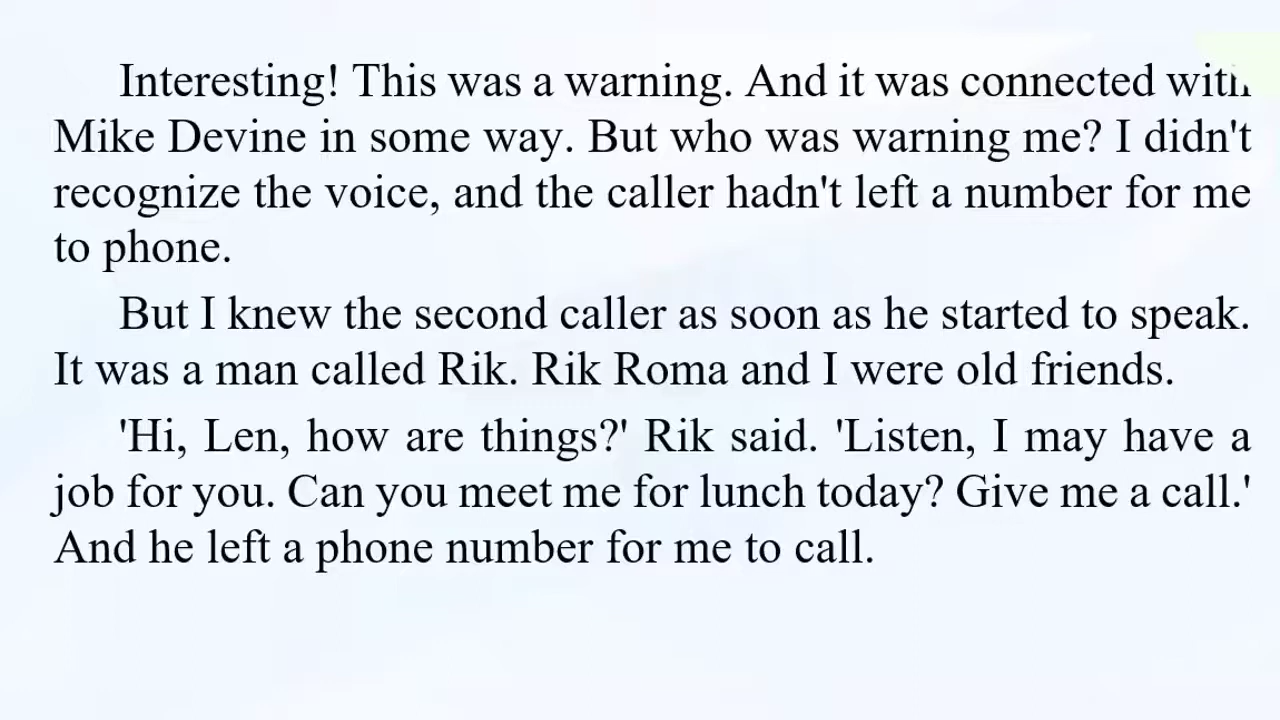 Interesting! This was a warning. And it was connected with
Mike Devine in some way. But who was warning me? I didn't
recognize the voice, and the caller hadn't left a number for me
to phone.
But I knew the second caller as soon as he started to speak.
It was a man called Rik. Rik Roma and I were old friends.
'Hi, Len, how are things?' Rik said. 'Listen, I may have a
job for you. Can you meet me for lunch today? Give me a call.'
And he left a phone number for me to call.